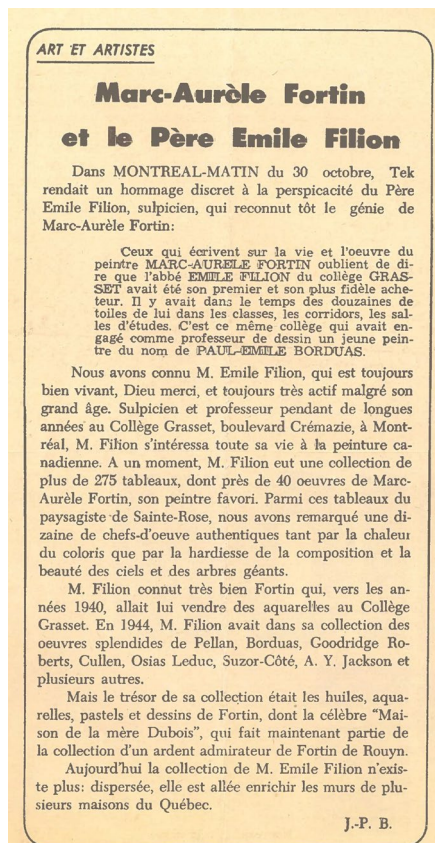 ART ET ARTISTES
Marc-Aurèle Fortin
et le Père Emile Filion
Dans MONTREAL-MATIN du 30 octobre, Tek
rendait un hommage discret à la perspicacité du Père
Emile Filion, sulpicien, qui reconnut tôt le génie de
Marc-Aurèle Fortin:
Ceux qui écrivent sur la vie et l'oeuvre du
peintre MARC-AURELE FORTIN oublient de di-
re que l'abbé EMILE FILION du collège GRAS-
SET avait été son premier et son plus fidèle ache-
teur. Il y avait dans le temps des douzaines de
toiles de lui dans les classes, les corridors, les sal-
les d'études. C'est ce même collège qui avait en-
gagé comme professeur de dessin un jeune pein-
tre du nom de PAUL-EMILE BORDUAS.
Nous avons connu M. Emile Filion, qui est toujours
bien vivant, Dieu merci, et toujours très actif malgré son
grand âge. Sulpicien et professeur pendant de longues
années au Collège Grasset, boulevard Crémazie, à Mont-
réal, M. Filion s'intéressa toute sa vie à la peinture ca-
nadienne. A un moment, M. Filion eut une collection de
plus de 275 tableaux, dont près de 40 oeuvres de Marc-
Aurèle Fortin, son peintre favori. Parmi ces tableaux du
paysagiste de Sainte-Rose, nous avons remarqué une di-
zaine de chefs-d'oeuve authentiques tant par la chaleur
du coloris que par la hardiesse de la composition et la
beauté des ciels et des arbres géants.
M. Filion connut très bien Fortin qui, vers les an-
nées 1940, allait lui vendre des aquarelles au Collège
Grasset. En 1944, M. Filion avait dans sa collection des
oeuvres splendides de Pellan, Borduas, Goodridge Ro-
berts, Cullen, Osias Leduc, Suzor-Côté, A. Y. Jackson et
plusieurs autres.
Mais le trésor de sa collection était les huiles, aqua-
relles, pastels et dessins de Fortin, dont la célèbre "Mai-
son de la mère Dubois", qui fait maintenant partie de
la collection d'un ardent admirateur de Fortin de Rouyn.
Aujourd'hui la collection de M. Emile Filion n'exis-
te plus: dispersée, elle est allée enrichir les murs de plu-
sieurs maisons du Québec.
J.-P. B.